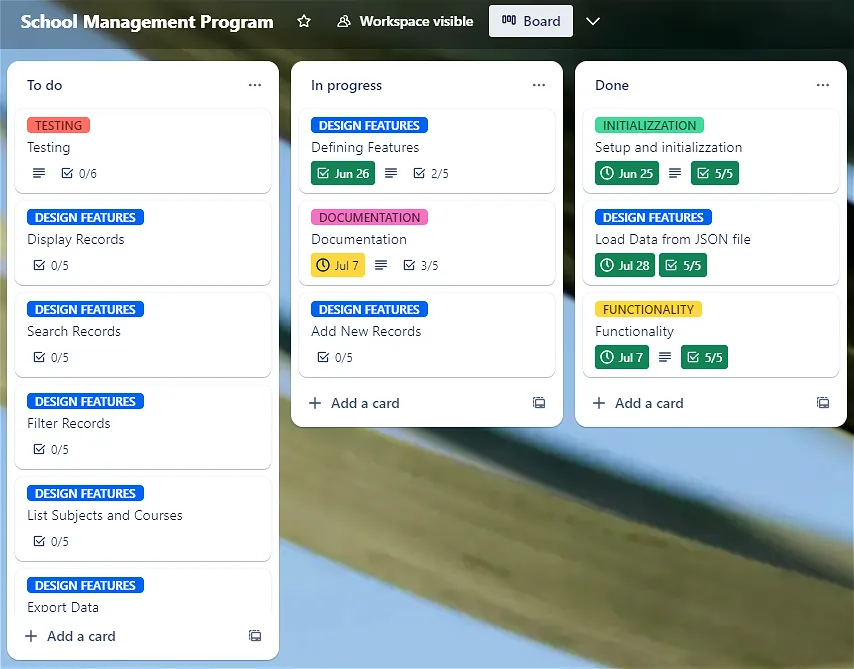 School Management Program
Workspace visible
Board
To do
TESTING
Testing
0/6
DESIGN FEATURES
Display Records
0/5
DESIGN FEATURES
Search Records
0/5
DESIGN FEATURES
Filter Records
0/5
DESIGN FEATURES
List Subjects and Courses
0/5
DESIGN FEATURES
Export Data
+ Add a card
In progress
DESIGN FEATURES
Defining Features
Jun 26 2/5
DOCUMENTATION
Documentation
Jul 7 3/5
DESIGN FEATURES
Add New Records
0/5
+ Add a card
Done
INITIALIZZATION
Setup and initializzation
Jun 25 5/5
DESIGN FEATURES
Load Data from JSON file
Jul 28 5/5
FUNCTIONALITY
Functionality
Jul 7 5/5
+ Add a card